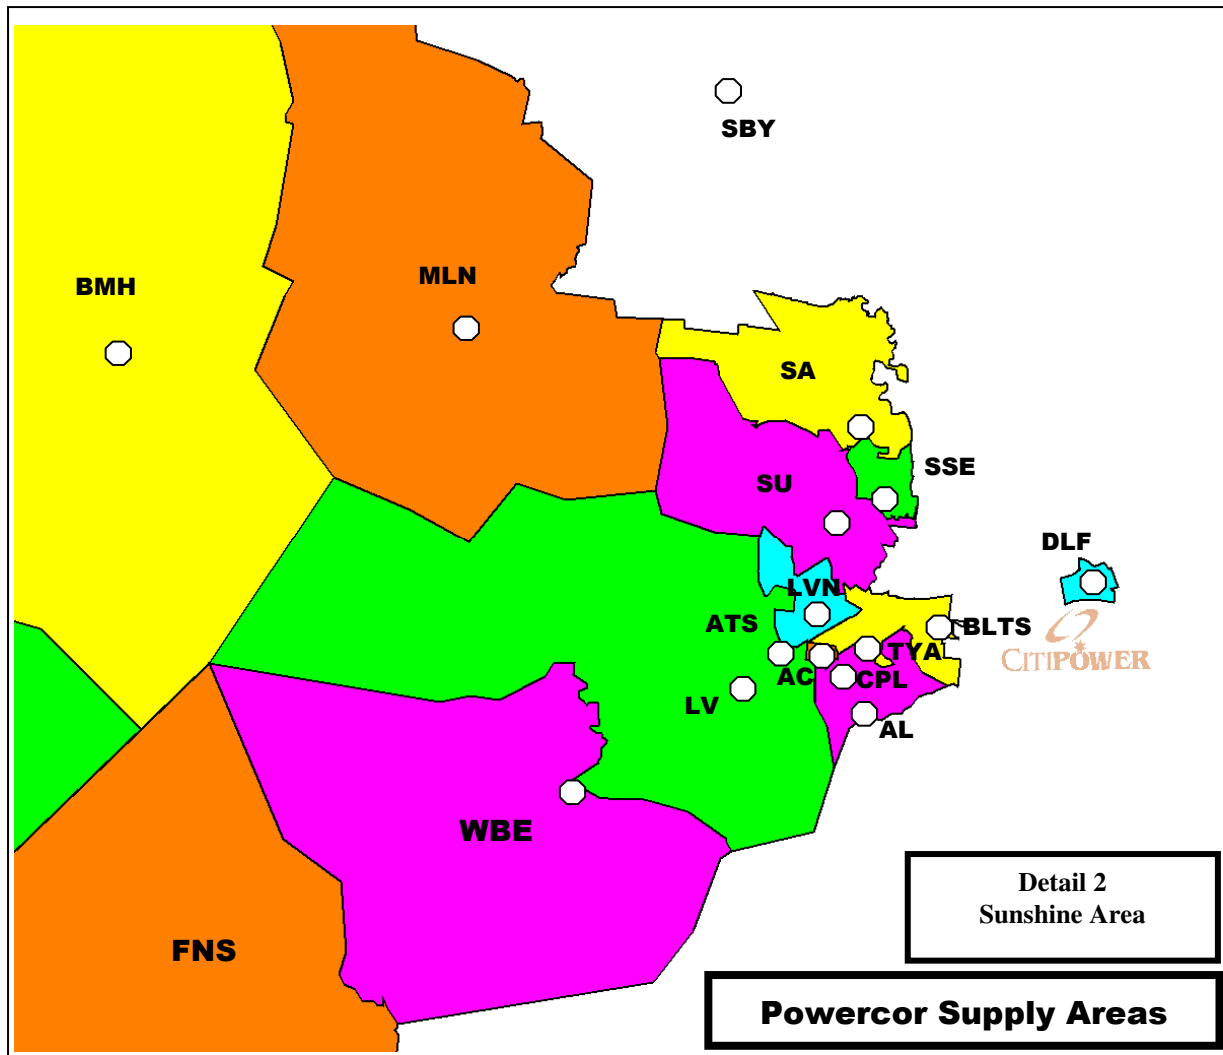 SBY
BMH
MLN
SA
SSE
SU
DLF
LVN
ATS
BLTS
TYA
CITIPOWER
AC
CPL
LV
AL
WBE
Detail 2
Sunshine Area
FNS
Powercor Supply Areas